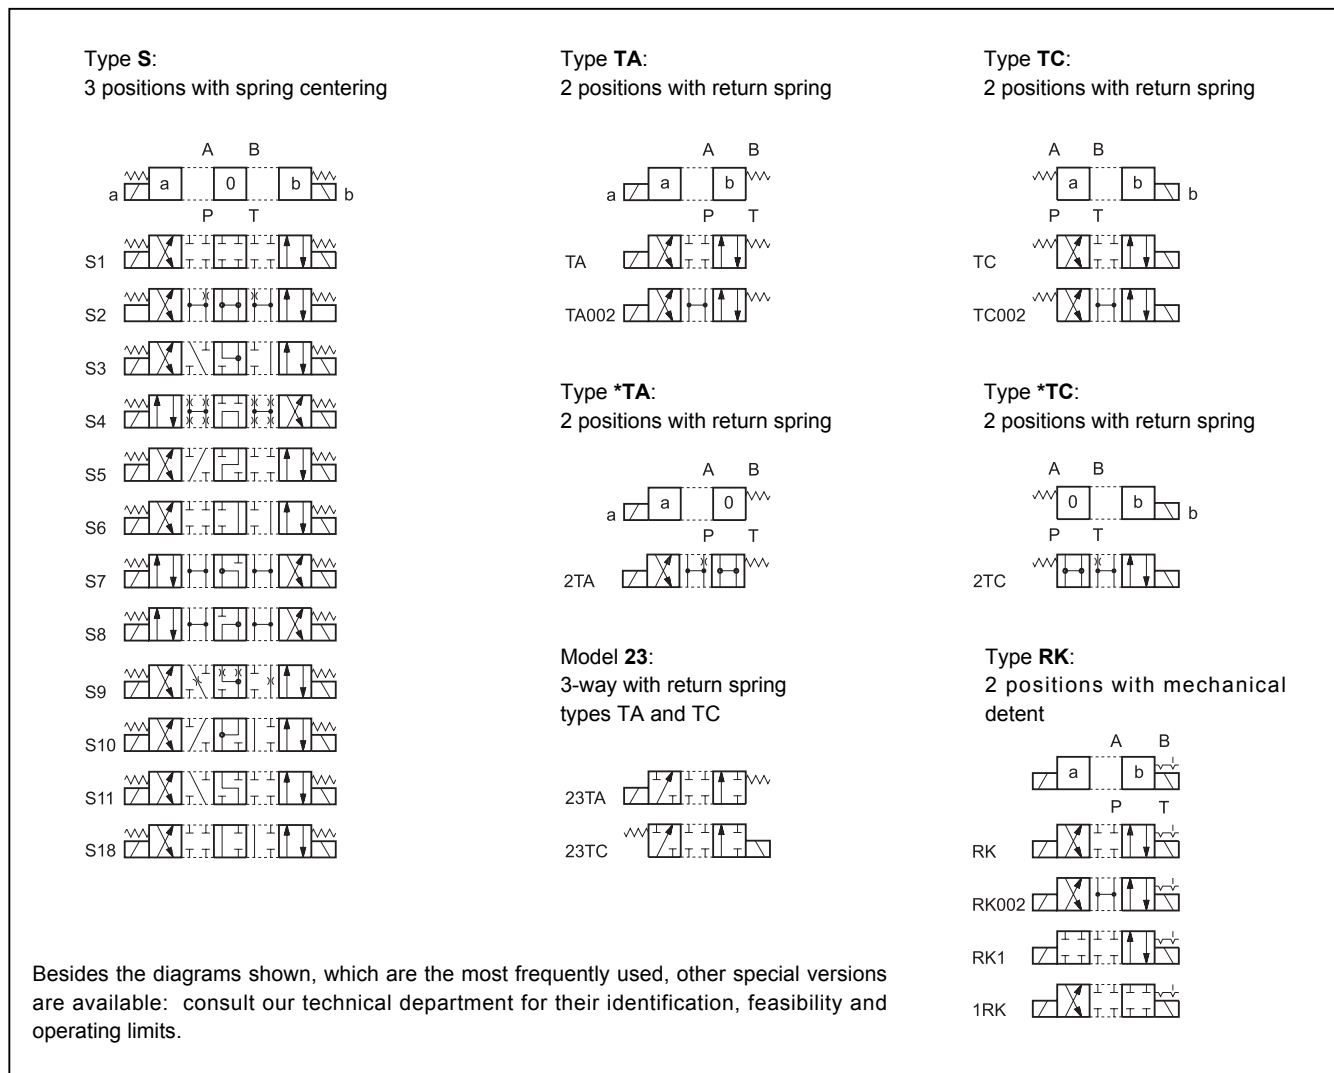 Type S:
3 positions with spring centering
A B
a a 0 b b
P T
S1
S2
S3
S4
S5
S6
S7
S8
S9
S10
S11
S18
Type TA:
2 positions with return spring
A B
a a b
P T
TA
TA002
Type TC:
2 positions with return spring
A B
a b b
P T
TC
TC002
Type *TA:
2 positions with return spring
A B
a a 0
P T
2TA
Type *TC:
2 positions with return spring
A B
0 b b
P T
2TC
Model 23:
3-way with return spring
types TA and TC
23TA
23TC
Type RK:
2 positions with mechanical
detent
A B
a b
P T
RK
RK002
RK1
1RK
Besides the diagrams shown, which are the most frequently used, other special versions
are available: consult our technical department for their identification, feasibility and
operating limits.